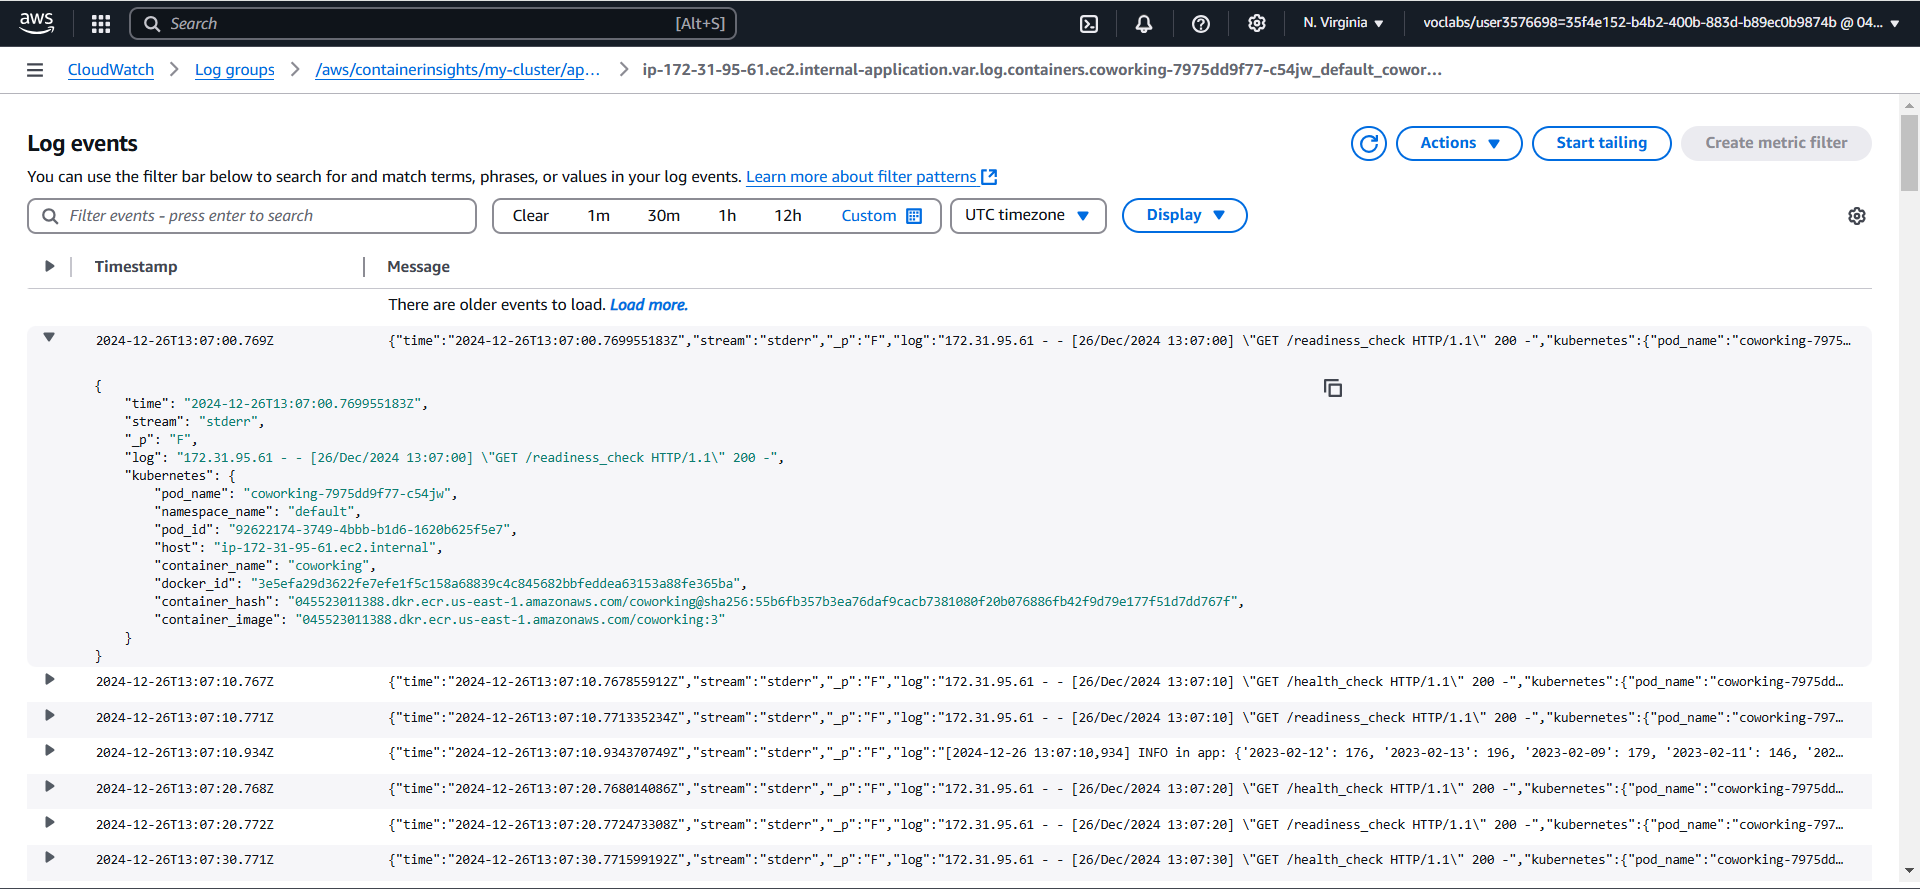 aws Search [Alt+S] N. Virginia voclabs/user3576698=35f4e152-b4b2-400b-883d-b89ec0b9874b @ 04...
CloudWatch Log groups /aws/containerinsights/my-cluster/ap... ip-172-31-95-61.ec2.internal-application.var.log.containers.coworking-7975dd9f77-c54jw_default_cowor...
Log events
Actions Start tailing Create metric filter
You can use the filter bar below to search for and match terms, phrases, or values in your log events. Learn more about filter patterns
Filter events - press enter to search Clear 1m 30m 1h 12h Custom UTC timezone Display
Timestamp Message
There are older events to load. Load more.
2024-12-26T13:07:00.769Z {"time":"2024-12-26T13:07:00.769955183Z","stream":"stderr","_p":"F","log":"172.31.95.61 - - [26/Dec/2024 13:07:00] \"GET /readiness_check HTTP/1.1\" 200 -","kubernetes":{"pod_name":"coworking-7975...
{
"time": "2024-12-26T13:07:00.769955183Z",
"stream": "stderr",
"_p": "F",
"log": "172.31.95.61 - - [26/Dec/2024 13:07:00] \"GET /readiness_check HTTP/1.1\" 200 -",
"kubernetes": {
"pod_name": "coworking-7975dd9f77-c54jw",
"namespace_name": "default",
"pod_id": "92622174-3749-4bbb-b1d6-1620b625f5e7",
"host": "ip-172-31-95-61.ec2.internal",
"container_name": "coworking",
"docker_id": "3e5efa29d3622fe7efe1f5c158a68839c4c845682bbfeddea63153a88fe365ba",
"container_hash": "045523011388.dkr.ecr.us-east-1.amazonaws.com/coworking@sha256:55b6fb357b3ea76daf9cacb7381080f20b076886fb42f9d79e177f51d7dd767f",
"container_image": "045523011388.dkr.ecr.us-east-1.amazonaws.com/coworking:3"
}
}
2024-12-26T13:07:10.767Z {"time":"2024-12-26T13:07:10.767855912Z","stream":"stderr","_p":"F","log":"172.31.95.61 - - [26/Dec/2024 13:07:10] \"GET /health_check HTTP/1.1\" 200 -","kubernetes":{"pod_name":"coworking-7975dd...
2024-12-26T13:07:10.771Z {"time":"2024-12-26T13:07:10.771335234Z","stream":"stderr","_p":"F","log":"172.31.95.61 - - [26/Dec/2024 13:07:10] \"GET /readiness_check HTTP/1.1\" 200 -","kubernetes":{"pod_name":"coworking-797...
2024-12-26T13:07:10.934Z {"time":"2024-12-26T13:07:10.934370749Z","stream":"stderr","_p":"F","log":"[2024-12-26 13:07:10,934] INFO in app: {'2023-02-12': 176, '2023-02-13': 196, '2023-02-09': 179, '2023-02-11': 146, '202...
2024-12-26T13:07:20.768Z {"time":"2024-12-26T13:07:20.768014086Z","stream":"stderr","_p":"F","log":"172.31.95.61 - - [26/Dec/2024 13:07:20] \"GET /health_check HTTP/1.1\" 200 -","kubernetes":{"pod_name":"coworking-7975dd...
2024-12-26T13:07:20.772Z {"time":"2024-12-26T13:07:20.772473308Z","stream":"stderr","_p":"F","log":"172.31.95.61 - - [26/Dec/2024 13:07:20] \"GET /readiness_check HTTP/1.1\" 200 -","kubernetes":{"pod_name":"coworking-797...
2024-12-26T13:07:30.771Z {"time":"2024-12-26T13:07:30.771599192Z","stream":"stderr","_p":"F","log":"172.31.95.61 - - [26/Dec/2024 13:07:30] \"GET /health_check HTTP/1.1\" 200 -","kubernetes":{"pod_name":"coworking-7975dd...